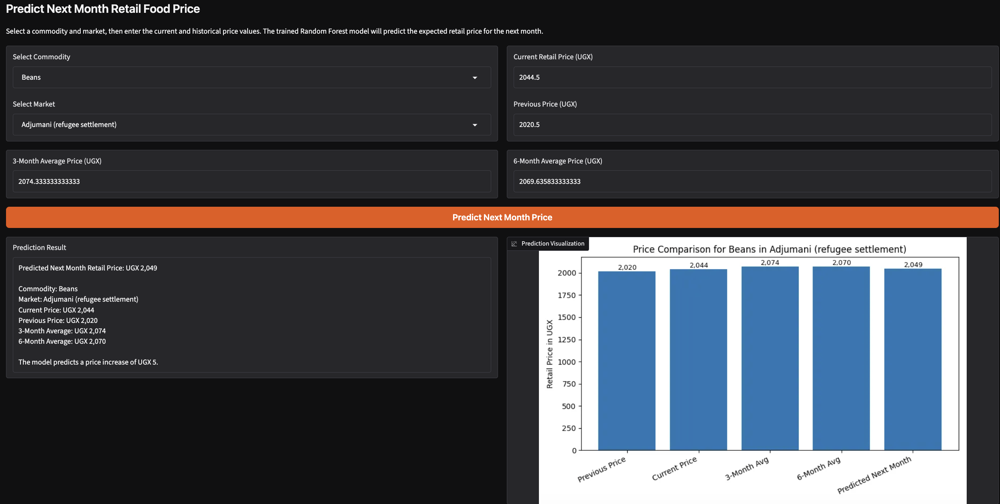 Predict Next Month Retail Food Price
Select a commodity and market, then enter the current and historical price values. The trained Random Forest model will predict the expected retail price for the next month.
Select Commodity
Beans
Select Market
Adjumani (refugee settlement)
Current Retail Price (UGX)
2044.5
Previous Price (UGX)
2020.5
3-Month Average Price (UGX)
2074.333333333333
6-Month Average Price (UGX)
2069.635833333333
Predict Next Month Price
Prediction Result
Predicted Next Month Retail Price: UGX 2,049
Commodity: Beans
Market: Adjumani (refugee settlement)
Current Price: UGX 2,044
Previous Price: UGX 2,020
3-Month Average: UGX 2,074
6-Month Average: UGX 2,070
The model predicts a price increase of UGX 5.
Prediction Visualization
Price Comparison for Beans in Adjumani (refugee settlement)
2,020
2,044
2,074
2,070
2,049
Retail Price in UGX
2000
1750
1500
1250
1000
750
500
250
0
Previous Price
Current Price
3-Month Avg
6-Month Avg
Predicted Next Month